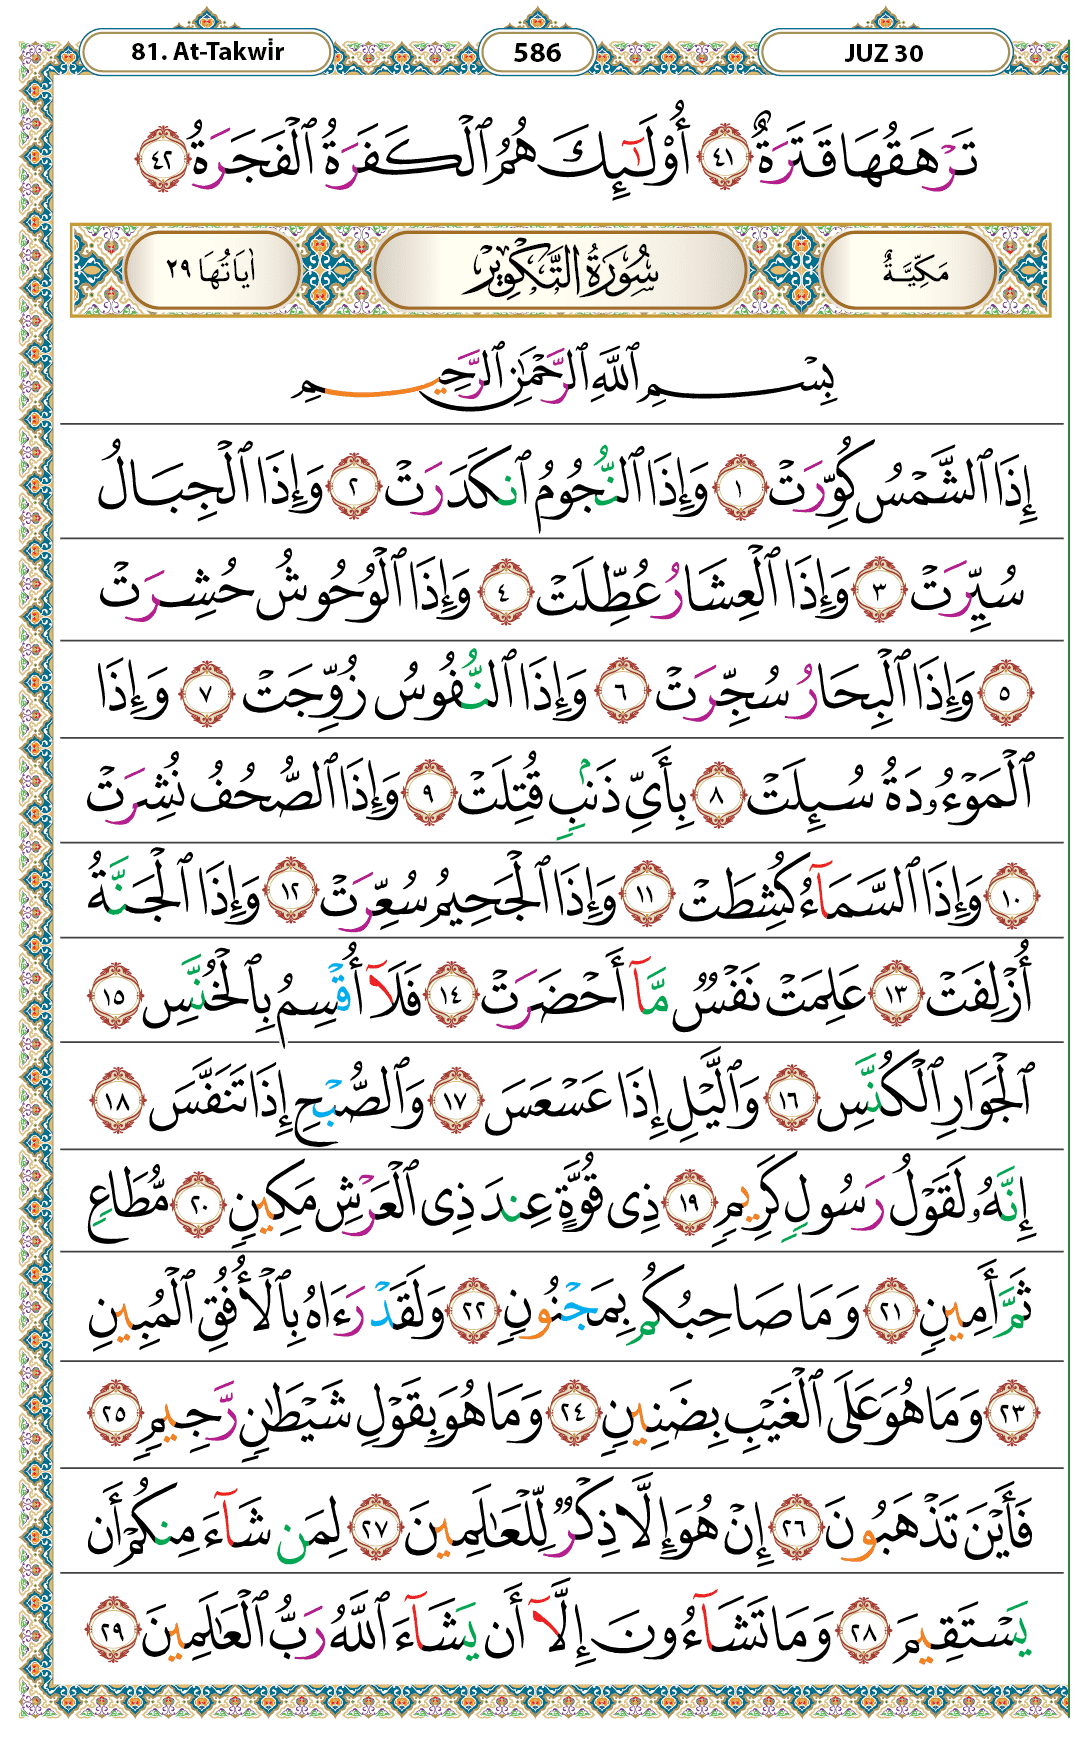 81. At-Takwir 586 JUZ 30
تَرْهَقُهَا قَتَرَةٌ ٤١ أُو۟لَـٰٓئِكَ هُمُ ٱلْكَفَرَةُ ٱلْفَجَرَةُ ٤٢
مَكِّيَّةٌ سُورَةُ التَّكْوِيرِ اٰيَاتُهَا ٢٩
بِسْمِ ٱللَّهِ ٱلرَّحْمَـٰنِ ٱلرَّحِيمِ
إِذَا ٱلشَّمْسُ كُوِّرَتْ ١ وَإِذَا ٱلنُّجُومُ ٱنكَدَرَتْ ٢ وَإِذَا ٱلْجِبَالُ
سُيِّرَتْ ٣ وَإِذَا ٱلْعِشَارُ عُطِّلَتْ ٤ وَإِذَا ٱلْوُحُوشُ حُشِرَتْ
٥ وَإِذَا ٱلْبِحَارُ سُجِّرَتْ ٦ وَإِذَا ٱلنُّفُوسُ زُوِّجَتْ ٧ وَإِذَا
ٱلْمَوْءُۥدَةُ سُئِلَتْ ٨ بِأَىِّ ذَنۢبٍ قُتِلَتْ ٩ وَإِذَا ٱلصُّحُفُ نُشِرَتْ
١٠ وَإِذَا ٱلسَّمَآءُ كُشِطَتْ ١١ وَإِذَا ٱلْجَحِيمُ سُعِّرَتْ ١٢ وَإِذَا ٱلْجَنَّةُ
أُزْلِفَتْ ١٣ عَلِمَتْ نَفْسٌ مَّآ أَحْضَرَتْ ١٤ فَلَآ أُقْسِمُ بِٱلْخُنَّسِ ١٥
ٱلْجَوَارِ ٱلْكُنَّسِ ١٦ وَٱلَّيْلِ إِذَا عَسْعَسَ ١٧ وَٱلصُّبْحِ إِذَا تَنَفَّسَ ١٨
إِنَّهُۥ لَقَوْلُ رَسُولٍ كَرِيمٍ ١٩ ذِى قُوَّةٍ عِندَ ذِى ٱلْعَرْشِ مَكِينٍ ٢٠ مُّطَاعٍ
ثَمَّ أَمِينٍ ٢١ وَمَا صَاحِبُكُم بِمَجْنُونٍ ٢٢ وَلَقَدْ رَءَاهُ بِٱلْأُفُقِ ٱلْمُبِينِ
٢٣ وَمَا هُوَ عَلَى ٱلْغَيْبِ بِضَنِينٍ ٢٤ وَمَا هُوَ بِقَوْلِ شَيْطَـٰنٍ رَّجِيمٍ ٢٥
فَأَيْنَ تَذْهَبُونَ ٢٦ إِنْ هُوَ إِلَّا ذِكْرٌ لِّلْعَـٰلَمِينَ ٢٧ لِمَن شَآءَ مِنكُمْ أَن
يَسْتَقِيمَ ٢٨ وَمَا تَشَآءُونَ إِلَّآ أَن يَشَآءَ ٱللَّهُ رَبُّ ٱلْعَـٰلَمِينَ ٢٩